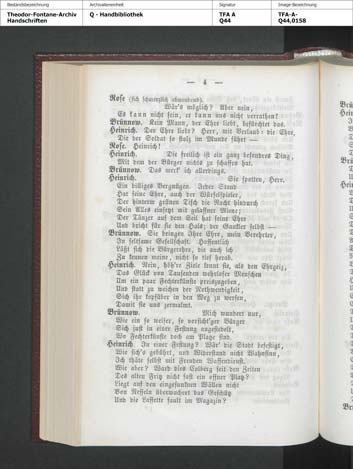 Bestandsbezeichnung
Archivalieneinheit
Signatur
Image-Bezeichnung
Theodor-Fontane-Archiv
Handschriften
Q - Handbibliothek
TFA A
Q44
TFA-A-
Q44,0158
— 4 —
Rose (sich schmerzlich abwendend).
Wär's möglich? Aber nein,
Es kann nicht sein, er kann uns nicht verrathen!
Brünnow. Kein Mann, der Ehre liebt, befürchtet das.
Heinrich. Der Ehre liebt? Herr, mit Verlaub: die Ehre,
Die der Soldat so stolz im Munde führt —
Rose. Heinrich!
Heinrich. Die freilich ist ein ganz besondres Ding,
Mit dem der Bürger nichts zu schaffen hat.
Brünnow. Das merk' ich allerdings.
Heinrich. Sie spotten, Herr.
Ein billiges Vergnügen. Jeder Stand
Hat seine Ehre, auch der Würfelspieler,
Der hinterm grünen Tisch die Nacht hindurch
Sein Alles einsetzt mit gelassner Miene;
Der Tänzer auf dem Seil hat seine Ehre
Und bricht für sie den Hals; der Gaukler selbst —
Brünnow. Sie bringen Ihre Ehre, mein Verehrter,
In seltsame Gesellschaft. Hoffentlich
Läßt sich die Bürgerehre, die auch ich
Zu kennen meine, nicht so tief herab.
Heinrich. Nein, höh're Ziele kennt sie, als den Ehrgeiz,
Das Glück von Tausenden wehrloser Menschen
Um ein paar Fechterkünste preiszugeben,
Und statt zu weichen der Nothwendigkeit,
Sich ihr kopfüber in den Weg zu werfen,
Damit sie uns zermalmt.
Brünnow. Mich wundert nur,
Wie ein so weiser, so vorsicht'ger Bürger
Sich just in einer Festung angesiedelt,
Wo Fechterkünste doch am Platze sind.
Heinrich. In einer Festung? Wär' die Stadt befestigt,
Wie sich's gebührt, und Widerstand nicht Wahnsinn,
Ich thäte selbst mit Freuden Waffendienst.
Wie aber? Ward dies Colberg seit den Zeiten
Des alten Fritz nicht fast ein offner Platz?
Liegt auf den eingesunknen Wällen nicht
Von Nesseln überwuchert das Geschütz
Und die Laffette fault im Magazin?